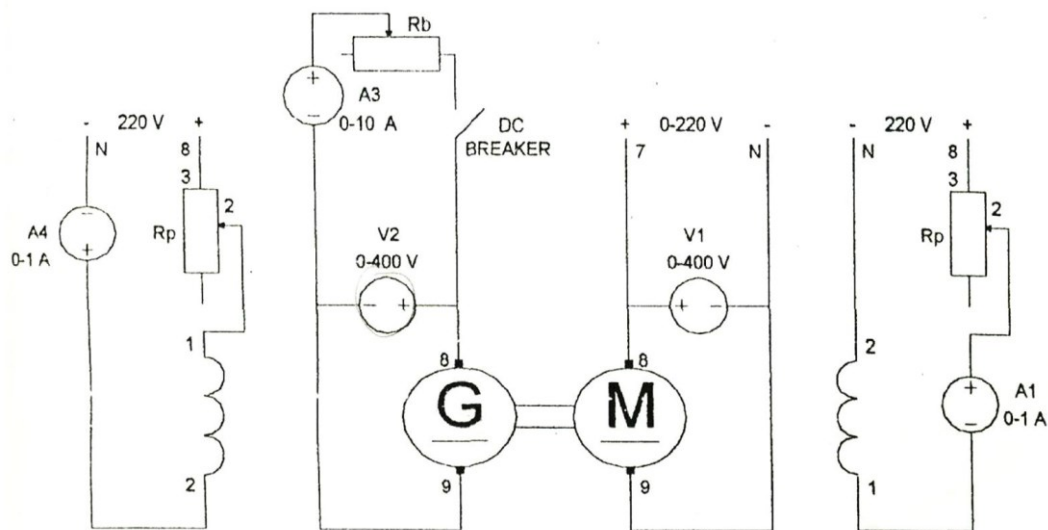 Rb
A3
0-10 A
DC
BREAKER
- 220 V +
N 8
3
2
Rp
A4
0-1 A
1
2
V2
0-400 V
+ 0-220 V -
7 N
V1
0-400 V
8
G
9
8
M
9
- 220 V +
N 8
3
2
Rp
2
1
A1
0-1 A
+
-
-
+
- +
+ -
+
-